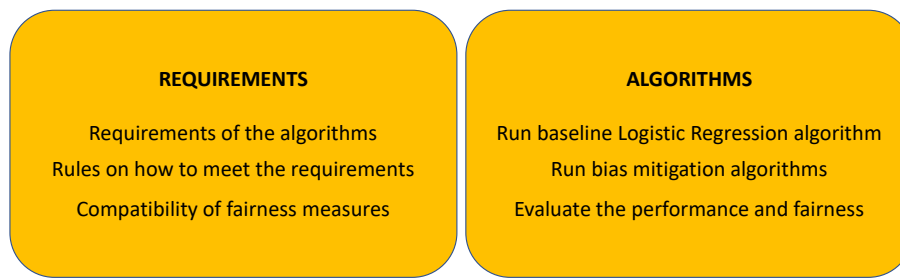 REQUIREMENTS
Requirements of the algorithms
Rules on how to meet the requirements
Compatibility of fairness measures
ALGORITHMS
Run baseline Logistic Regression algorithm
Run bias mitigation algorithms
Evaluate the performance and fairness